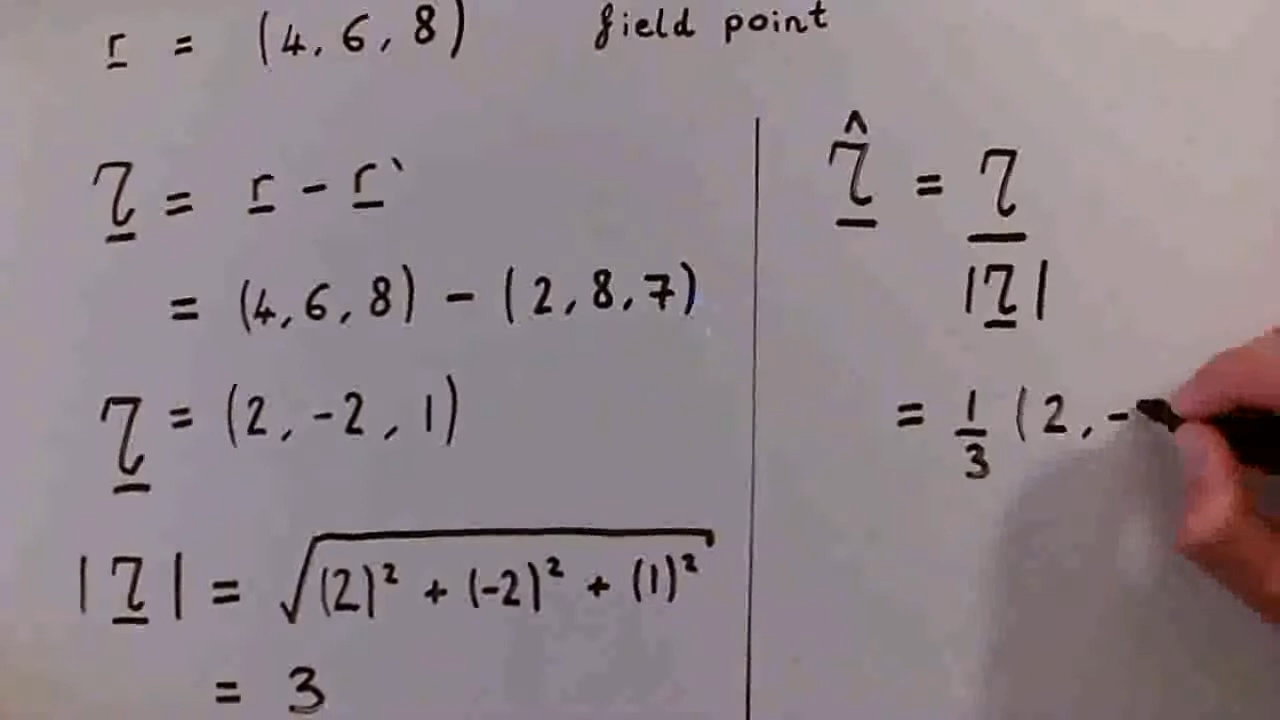 r = (4, 6, 8) field point
𝓇 = r - r'
= (4, 6, 8) - (2, 8, 7)
𝓇 = (2, -2, 1)
|𝓇| = √((2)² + (-2)² + (1)²)
= 3
𝓇̂ = 𝓇 / |𝓇|
= 1/3 (2, -